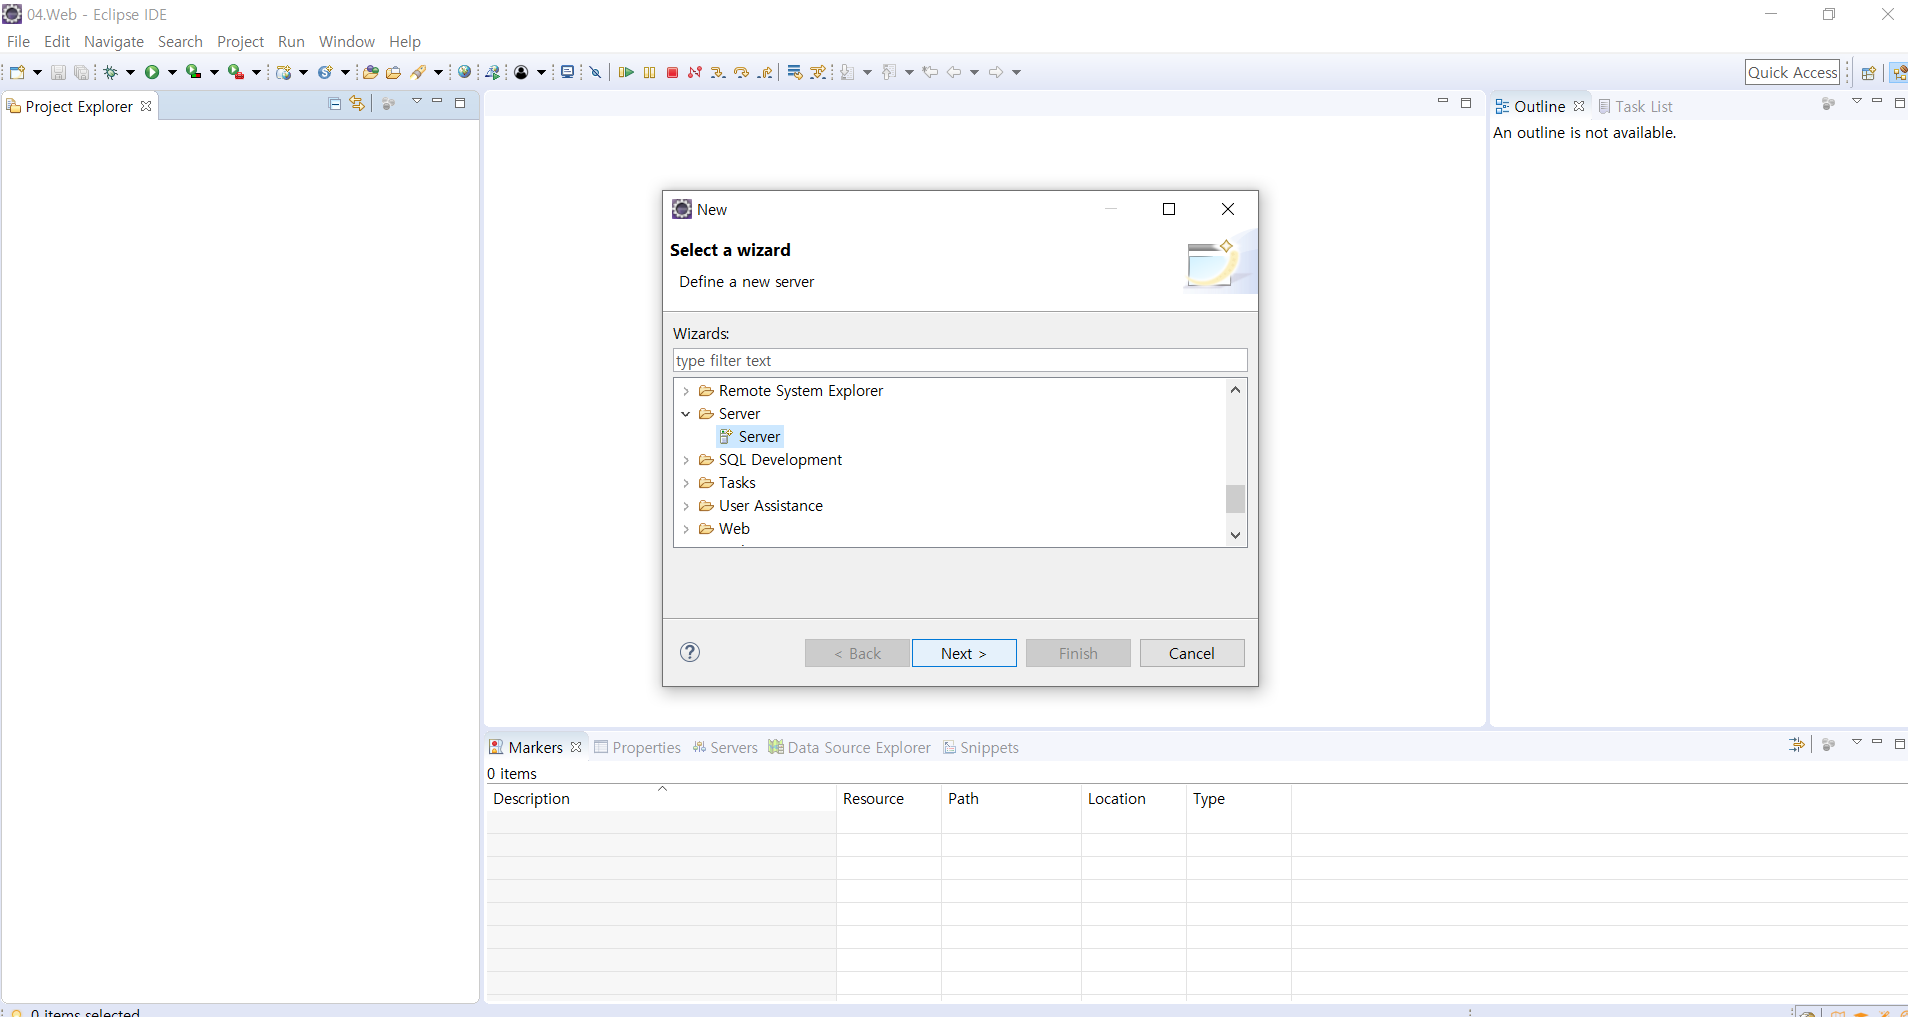 04.Web - Eclipse IDE
File Edit Navigate Search Project Run Window Help
Quick Access
Project Explorer
Outline Task List
An outline is not available.
New
Select a wizard
Define a new server
Wizards:
type filter text
Remote System Explorer
Server
Server
SQL Development
Tasks
User Assistance
Web
< Back Next > Finish Cancel
Markers Properties Servers Data Source Explorer Snippets
0 items
Description Resource Path Location Type
0 items selected